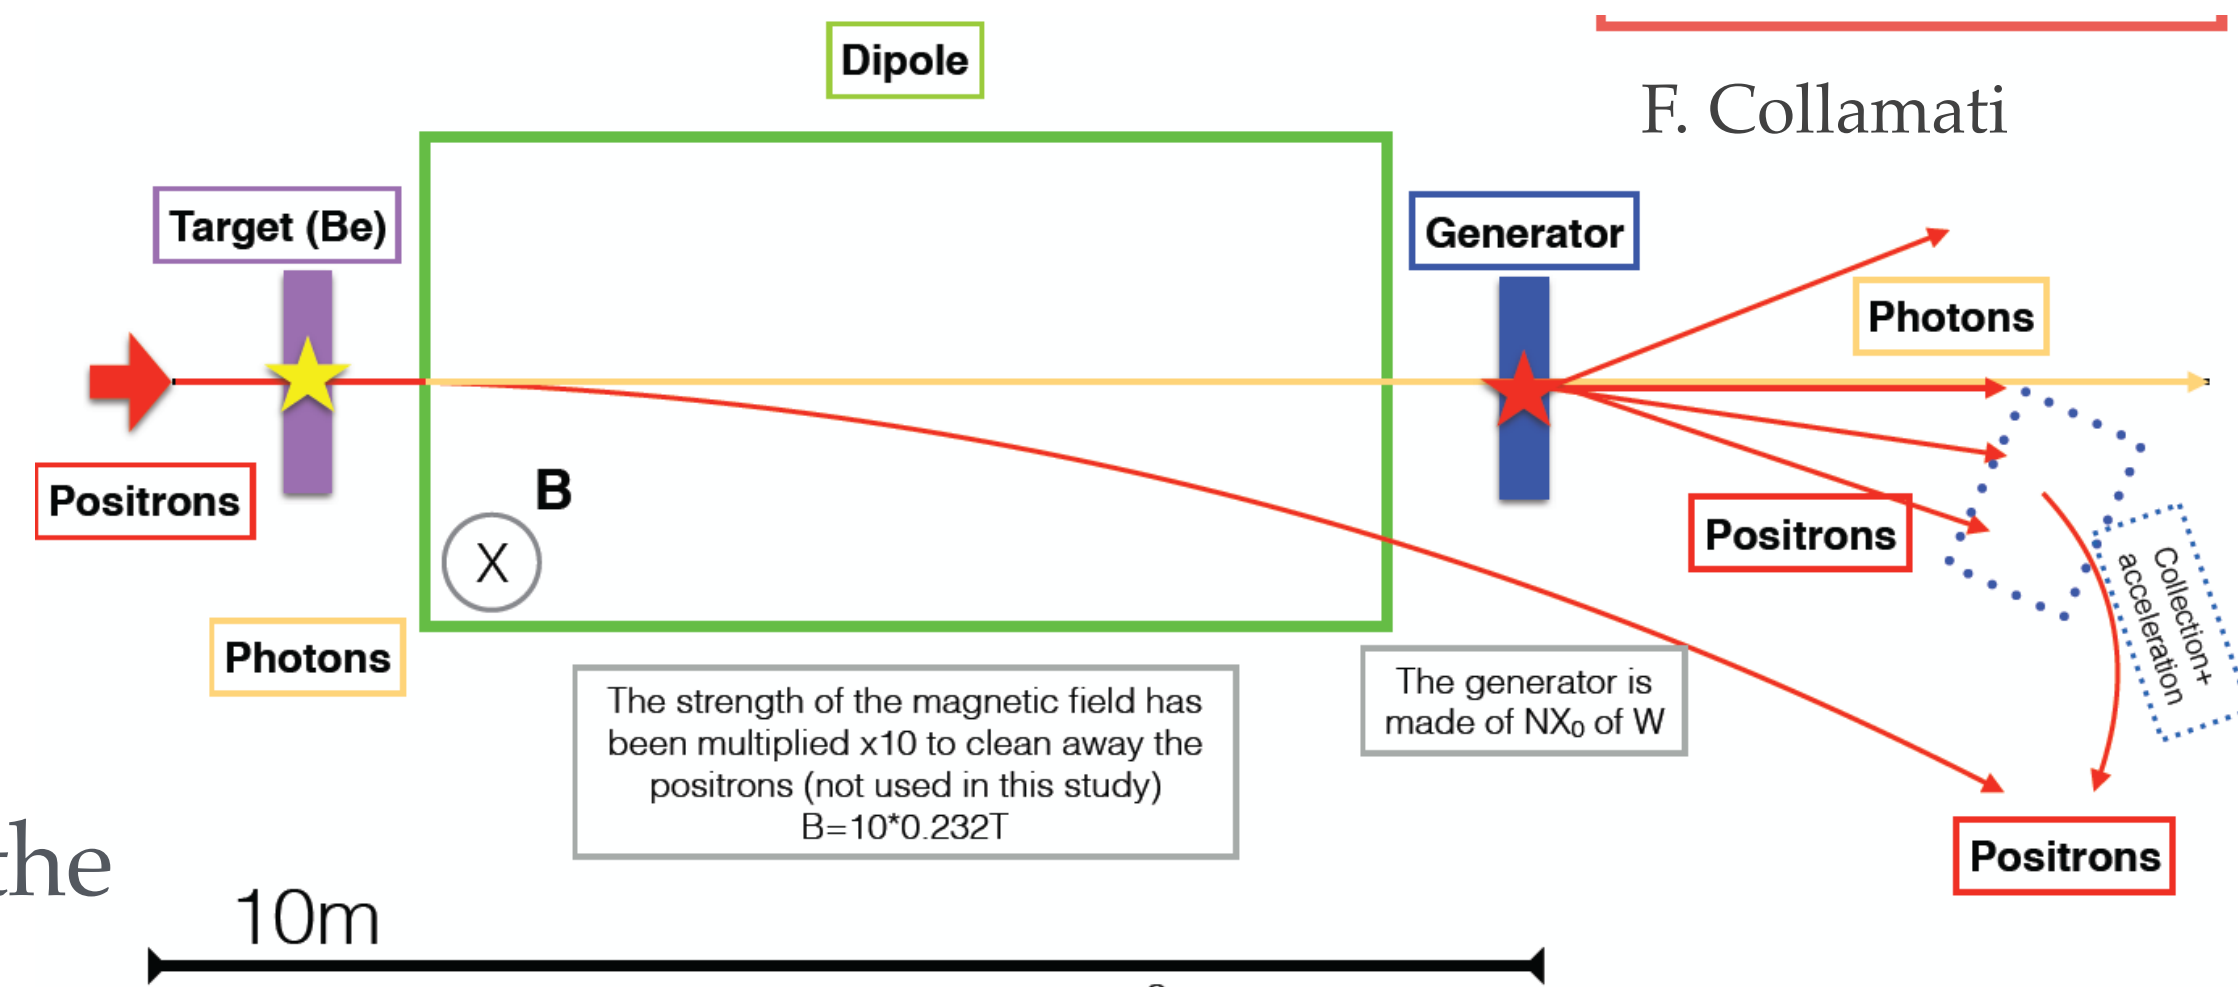 Dipole
F. Collamati
Target (Be)
Generator
Photons
B
Positrons
X
Positrons
Collection+
acceleration
Photons
The strength of the magnetic field has
been multiplied x10 to clean away the
positrons (not used in this study)
B=10*0.232T
The generator is
made of NX₀ of W
Positrons
the
10m